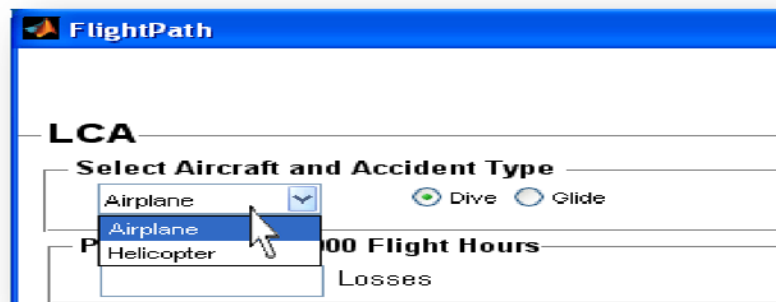 FlightPath
LCA
Select Aircraft and Accident Type
Airplane
Dive Glide
Airplane
Helicopter
00 Flight Hours
Losses